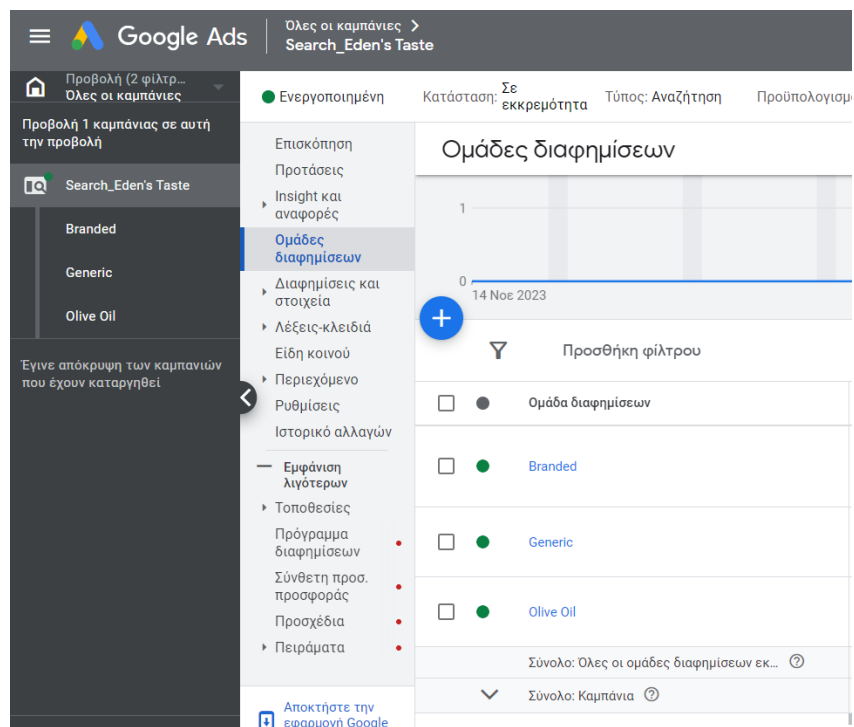 Google Ads
Όλες οι καμπάνιες
Search_Eden's Taste
Προβολή (2 φίλτρ...
Όλες οι καμπάνιες
Προβολή 1 καμπάνιας σε αυτή
την προβολή
Search_Eden's Taste
Branded
Generic
Olive Oil
Έγινε απόκρυψη των καμπανιών
που έχουν καταργηθεί
Ενεργοποιημένη
Κατάσταση: Σε
εκκρεμότητα
Τύπος: Αναζήτηση
Προϋπολογισμ
Επισκόπηση
Προτάσεις
Insight και
αναφορές
Ομάδες
διαφημίσεων
Διαφημίσεις και
στοιχεία
Λέξεις-κλειδιά
Είδη κοινού
Περιεχόμενο
Ρυθμίσεις
Ιστορικό αλλαγών
Εμφάνιση
λιγότερων
Τοποθεσίες
Πρόγραμμα
διαφημίσεων
Σύνθετη προσ.
προσφοράς
Προσχέδια
Πειράματα
Αποκτήστε την
εφαρμογή Google
Ομάδες διαφημίσεων
1
0
14 Νοε 2023
Προσθήκη φίλτρου
Ομάδα διαφημίσεων
Branded
Generic
Olive Oil
Σύνολο: Όλες οι ομάδες διαφημίσεων εκ...
Σύνολο: Καμπάνια